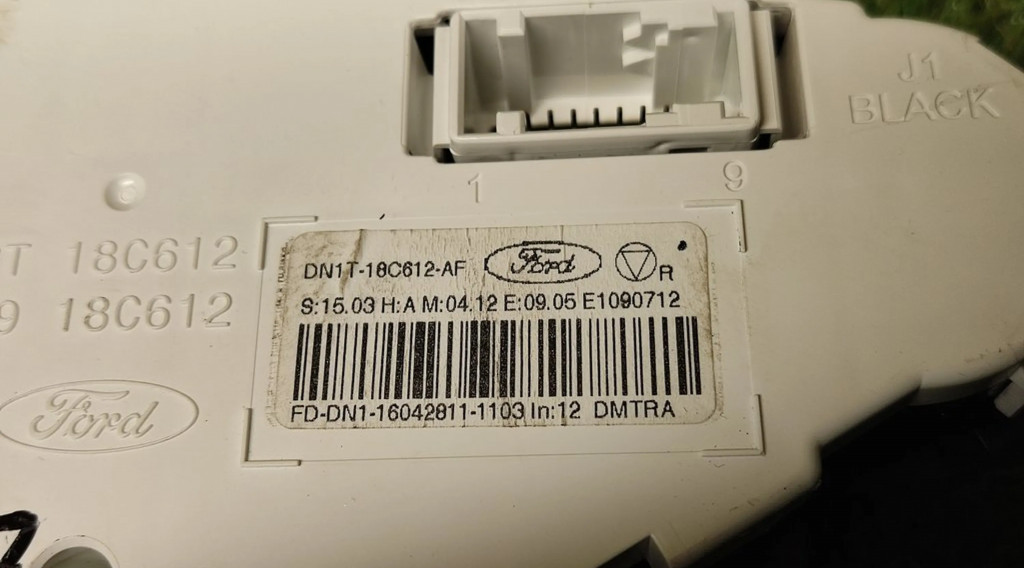 J1
BLACK
1 9
T 18C612
9 18C612
Ford
DN1T-18C612-AF Ford R
S:15.03 H:A M:04.12 E:09.05 E1090712
FD-DN1-16042811-1103 In:12 DMTRA